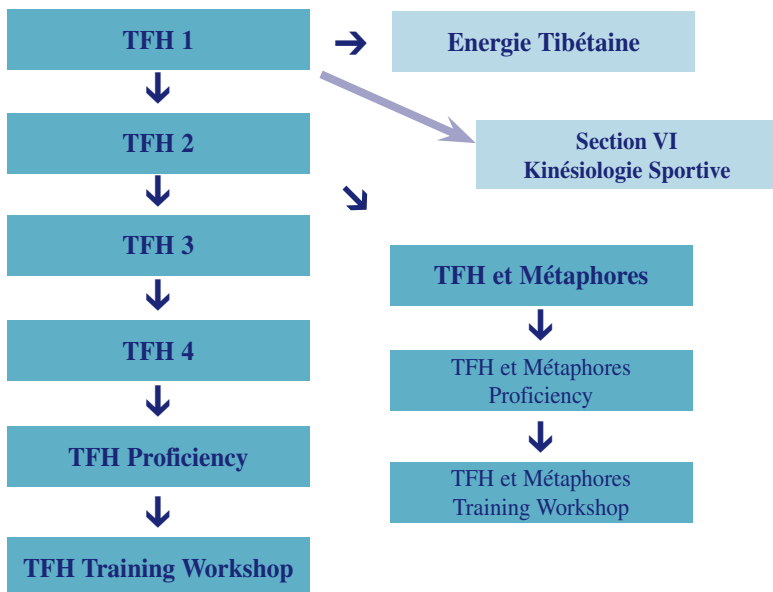 TFH 1
Energie Tibétaine
TFH 2
Section VI
Kinésiologie Sportive
TFH 3
TFH et Métaphores
TFH 4
TFH et Métaphores
Proficiency
TFH Proficiency
TFH et Métaphores
Training Workshop
TFH Training Workshop